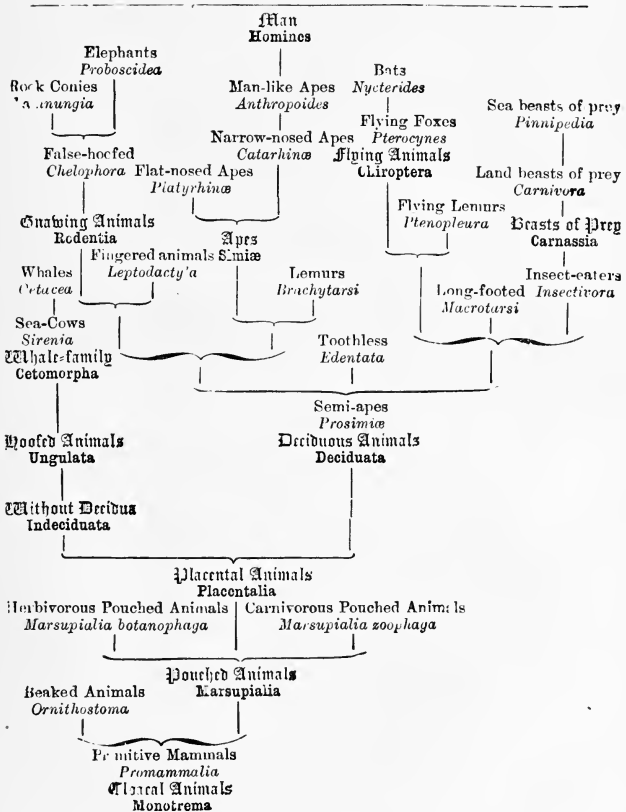 Man
Homines
Elephants
Proboscidea
Rock Conies
Bats
Nycterides
Man-like Apes
Anthropoides
Sea beasts of prey
Pinnipedia
Flying Foxes
Pterocynes
Narrow-nosed Apes
Catarhinæ
Flying Animals
Chiroptera
False-hoofed
Chelophora
Flat-nosed Apes
Platyrhinæ
Land beasts of prey
Carnivora
Flying Lemurs
Ptenopleura
Gnawing Animals
Rodentia
Apes
Simiæ
Beasts of Prey
Carnassia
Fingered animals
Leptodacty'a
Whales
Cetacea
Lemurs
Brachytarsi
Insect-eaters
Insectivora
Long-footed
Macrotarsi
Sea-Cows
Sirenia
Whale-family
Cetomorpha
Toothless
Edentata
Semi-apes
Prosimiæ
Hoofed Animals
Ungulata
Deciduous Animals
Deciduata
Without Decidua
Indeciduata
Placental Animals
Placentalia
Herbivorous Pouched Animals
Marsupialia botanophaga
Carnivorous Pouched Animals
Marsupialia zoophaga
Pouched Animals
Marsupialia
Beaked Animals
Ornithostoma
Primitive Mammals
Promammalia
Cloacal Animals
Monotrema